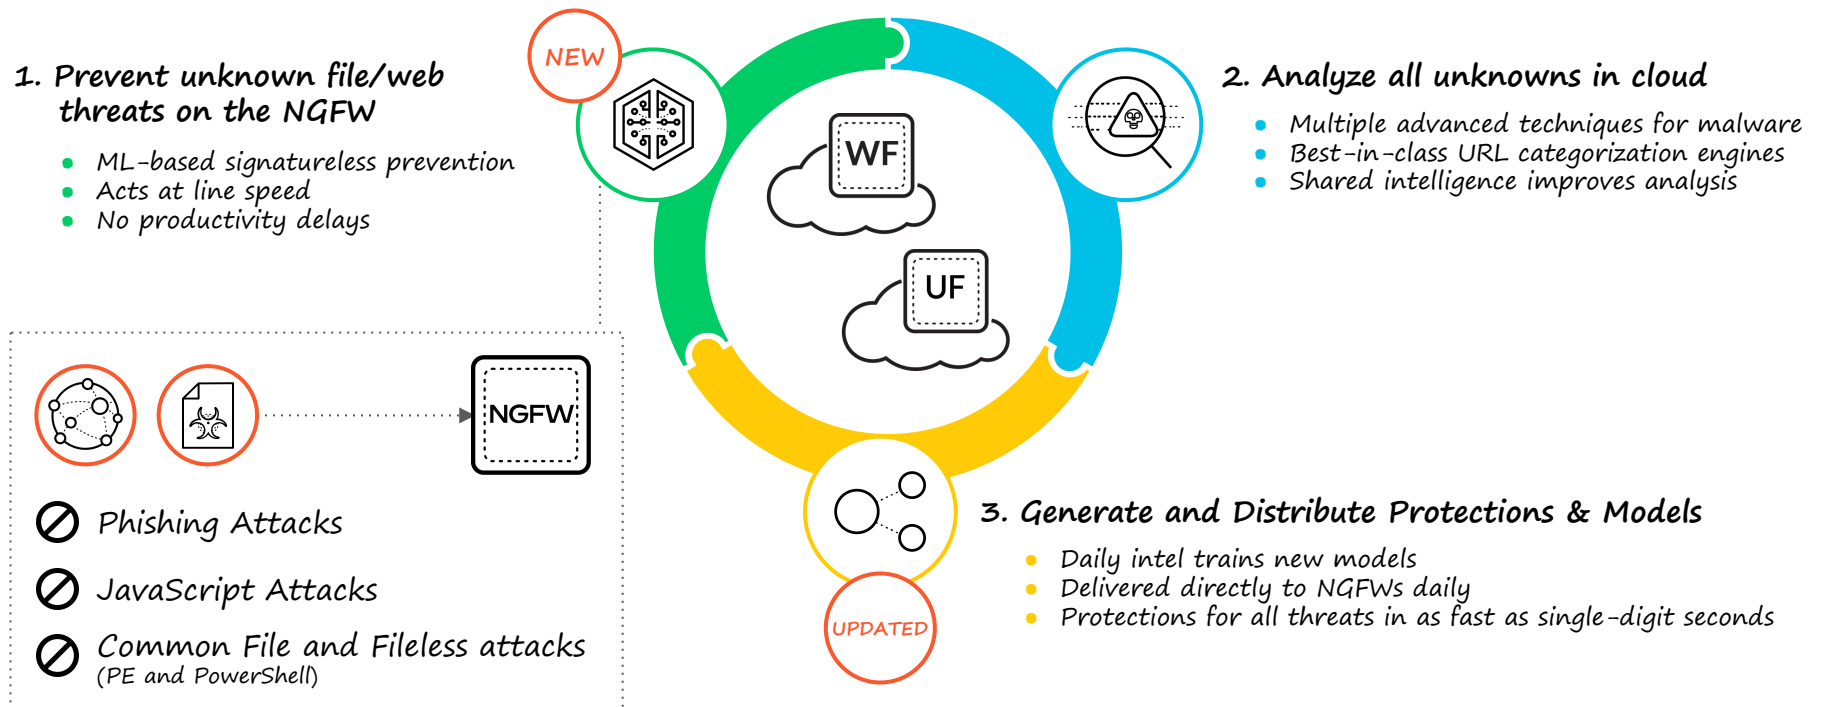 NEW
1. Prevent unknown file/web
threats on the NGFW
ML-based signatureless prevention
Acts at line speed
No productivity delays
WF
UF
2. Analyze all unknowns in cloud
Multiple advanced techniques for malware
Best-in-class URL categorization engines
Shared intelligence improves analysis
NGFW
Phishing Attacks
JavaScript Attacks
Common File and Fileless attacks
(PE and PowerShell)
3. Generate and Distribute Protections & Models
Daily intel trains new models
Delivered directly to NGFWs daily
Protections for all threats in as fast as single-digit seconds
UPDATED